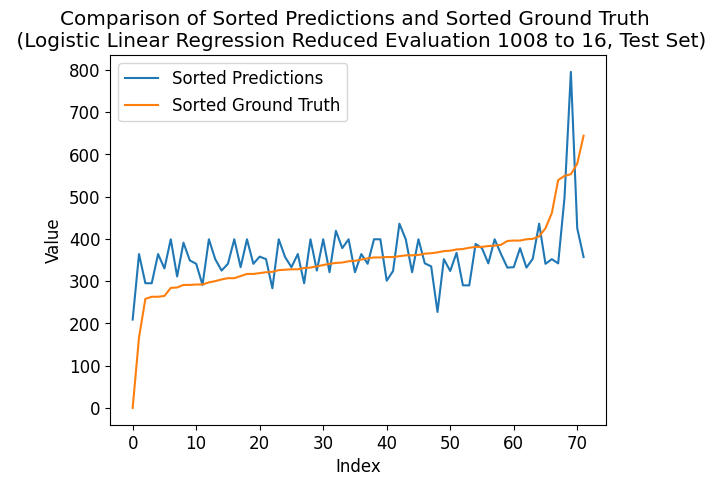 Comparison of Sorted Predictions and Sorted Ground Truth
(Logistic Linear Regression Reduced Evaluation 1008 to 16, Test Set)
Sorted Predictions
Sorted Ground Truth
800
700
600
500
400
300
200
100
0
Value
0 10 20 30 40 50 60 70
Index